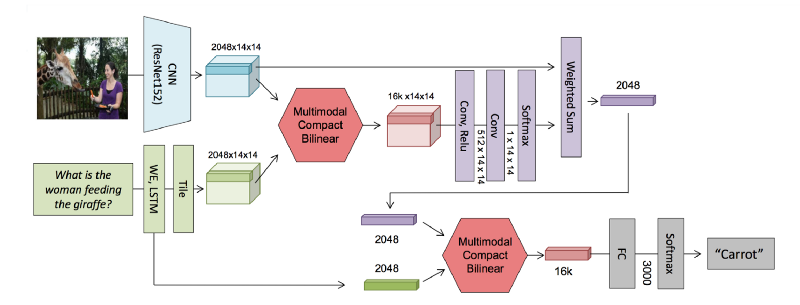 CNN
(ResNet152)
2048x14x14
Multimodal
Compact
Bilinear
16k x14x14
Conv, Relu
512 x 14 x 14
Conv
1 x 14 x 14
Softmax
Weighted Sum
2048
What is the
woman feeding
the giraffe?
WE, LSTM
Tile
2048x14x14
2048
2048
Multimodal
Compact
Bilinear
16k
FC
3000
Softmax
“Carrot”